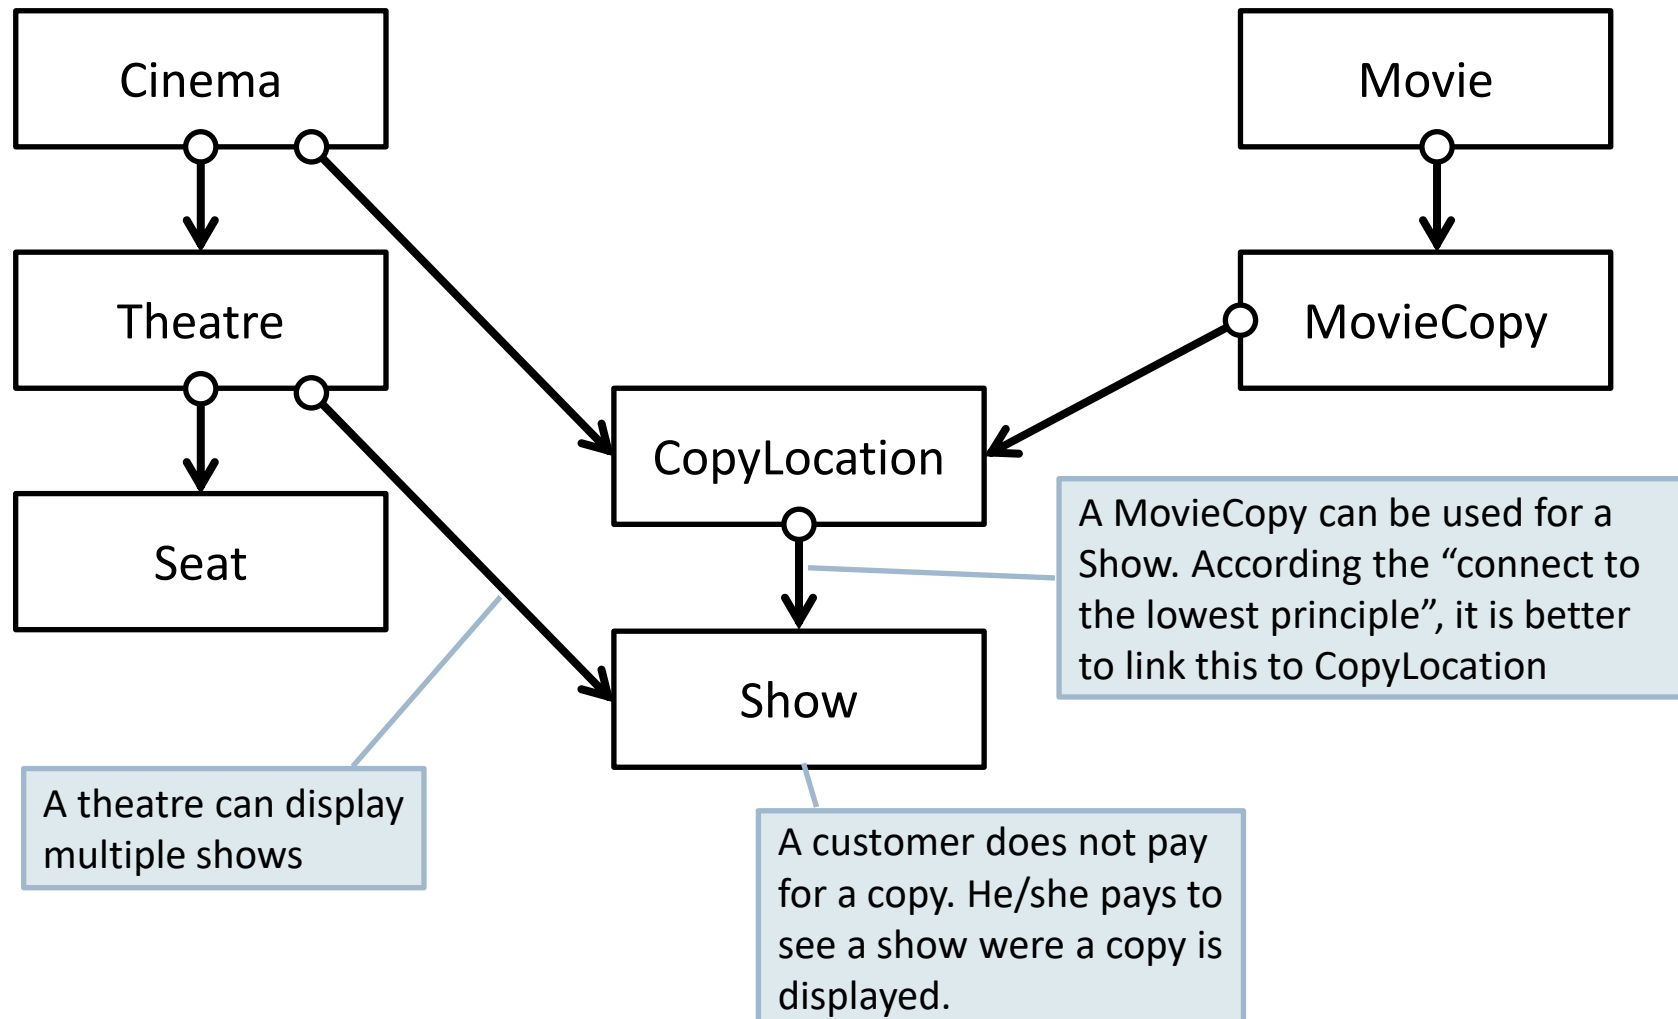 Cinema
Movie
Theatre
MovieCopy
CopyLocation
Seat
A MovieCopy can be used for a
Show. According the “connect to
the lowest principle”, it is better
to link this to CopyLocation
Show
A theatre can display
multiple shows
A customer does not pay
for a copy. He/she pays to
see a show were a copy is
displayed.